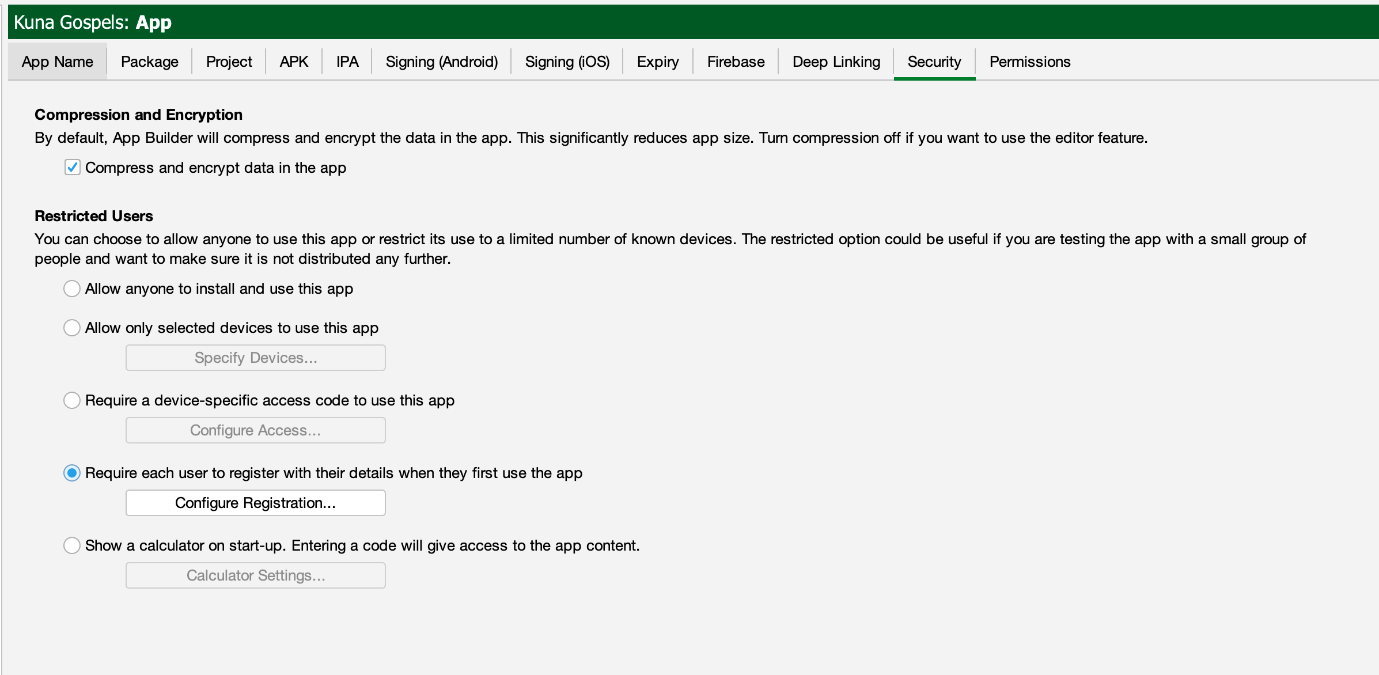 Kuna Gospels: App
App Name Package Project APK IPA Signing (Android) Signing (iOS) Expiry Firebase Deep Linking Security Permissions
Compression and Encryption
By default, App Builder will compress and encrypt the data in the app. This significantly reduces app size. Turn compression off if you want to use the editor feature.
Compress and encrypt data in the app
Restricted Users
You can choose to allow anyone to use this app or restrict its use to a limited number of known devices. The restricted option could be useful if you are testing the app with a small group of
people and want to make sure it is not distributed any further.
Allow anyone to install and use this app
Allow only selected devices to use this app
Specify Devices...
Require a device-specific access code to use this app
Configure Access...
Require each user to register with their details when they first use the app
Configure Registration...
Show a calculator on start-up. Entering a code will give access to the app content.
Calculator Settings...